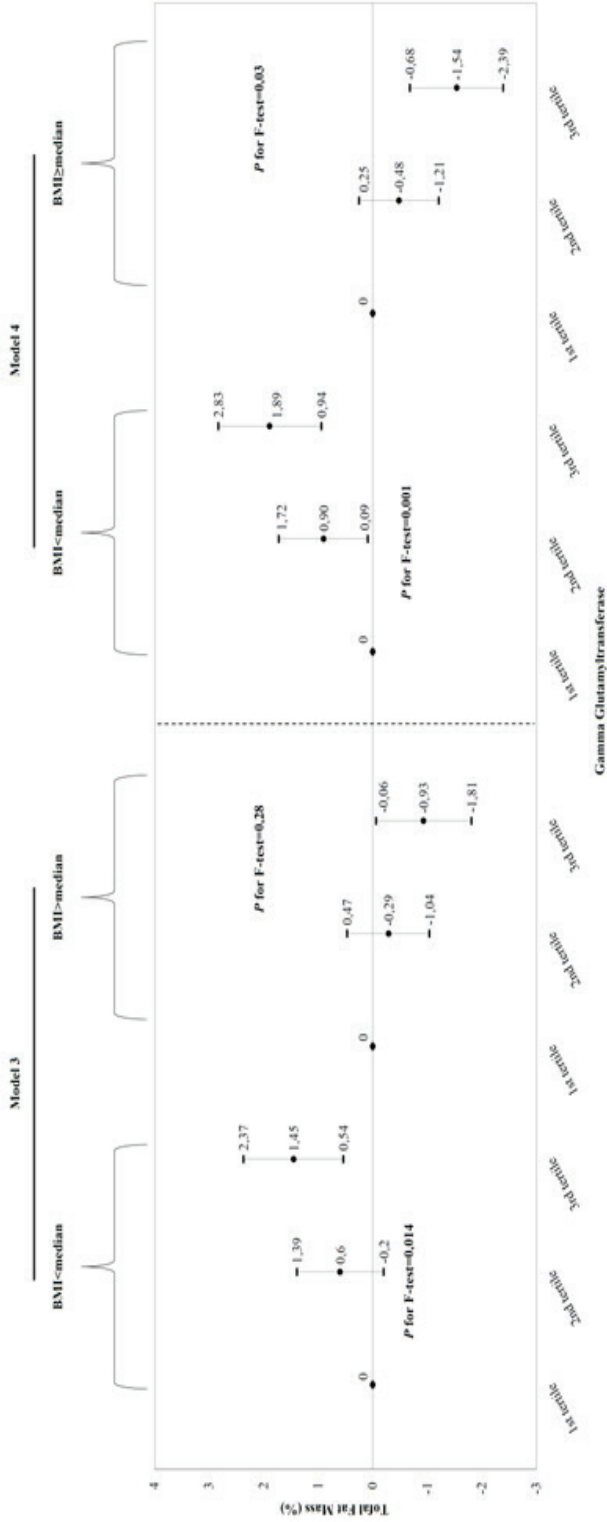 Model 3
Model 4
BMI<median
BMI>median
BMI<median
BMI≥median
Total Fat Mass (%)
4
3
2
1
0
-1
-2
-3
0
1,39
0,6
-0,2
2,37
1,45
0,54
P for F-test=0,014
0
0,47
-0,29
-1,04
-0,06
-0,93
-1,81
P for F-test=0,28
0
1,72
0,90
0,09
2,83
1,89
0,94
P for F-test=0,001
0
0,25
-0,48
-1,21
-0,68
-1,54
-2,39
P for F-test=0,03
1st tertile
2nd tertile
3rd tertile
1st tertile
2nd tertile
3rd tertile
1st tertile
2nd tertile
3rd tertile
1st tertile
2nd tertile
3rd tertile
Gamma Glutamyltransferase